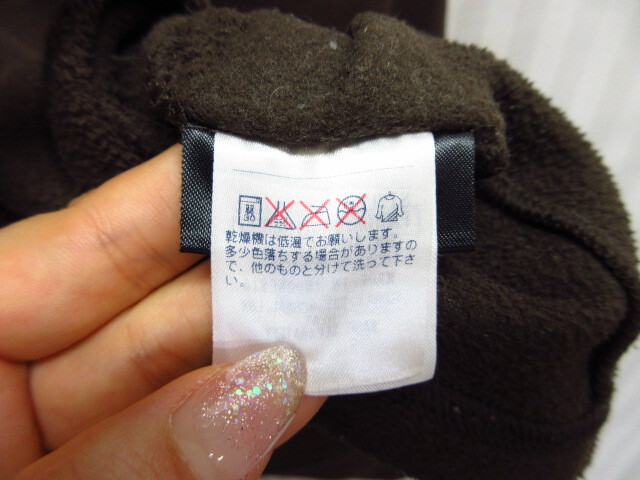 弱
30
乾燥機は低温でお願いします。
多少色落ちする場合がありますの
で、他のものと分けて洗って下さ
い。